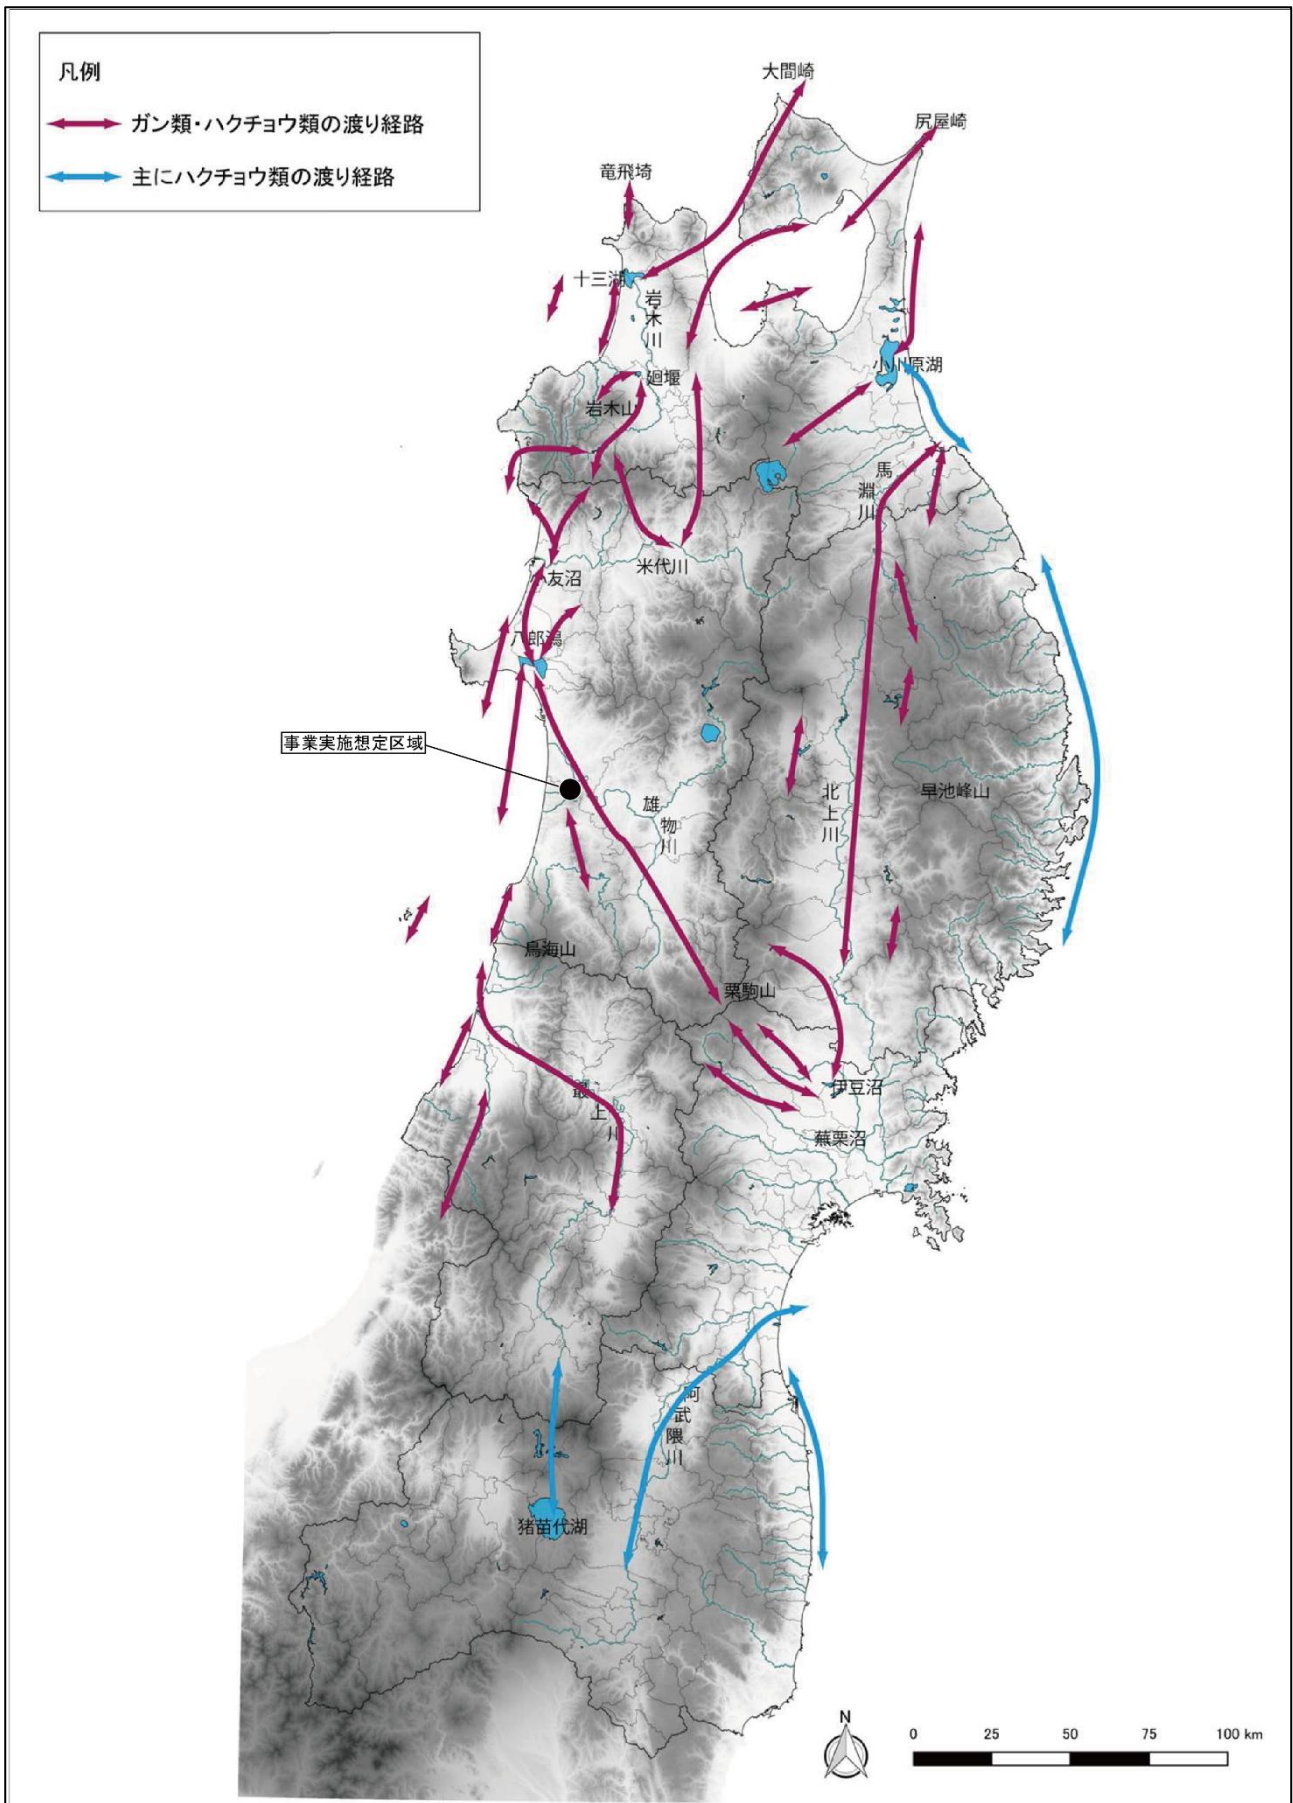 凡例
ガン類・ハクチョウ類の渡り経路
主にハクチョウ類の渡り経路
大間崎
尻屋崎
竜飛埼
十三湖
岩木川
小川原湖
廻堰
岩木山
馬淵川
米代川
小友沼
八郎潟
事業実施想定区域
雄物川
北上川
早池峰山
鳥海山
栗駒山
伊豆沼
最上川
蕪栗沼
阿武隈川
猪苗代湖
N
0 25 50 75 100 km